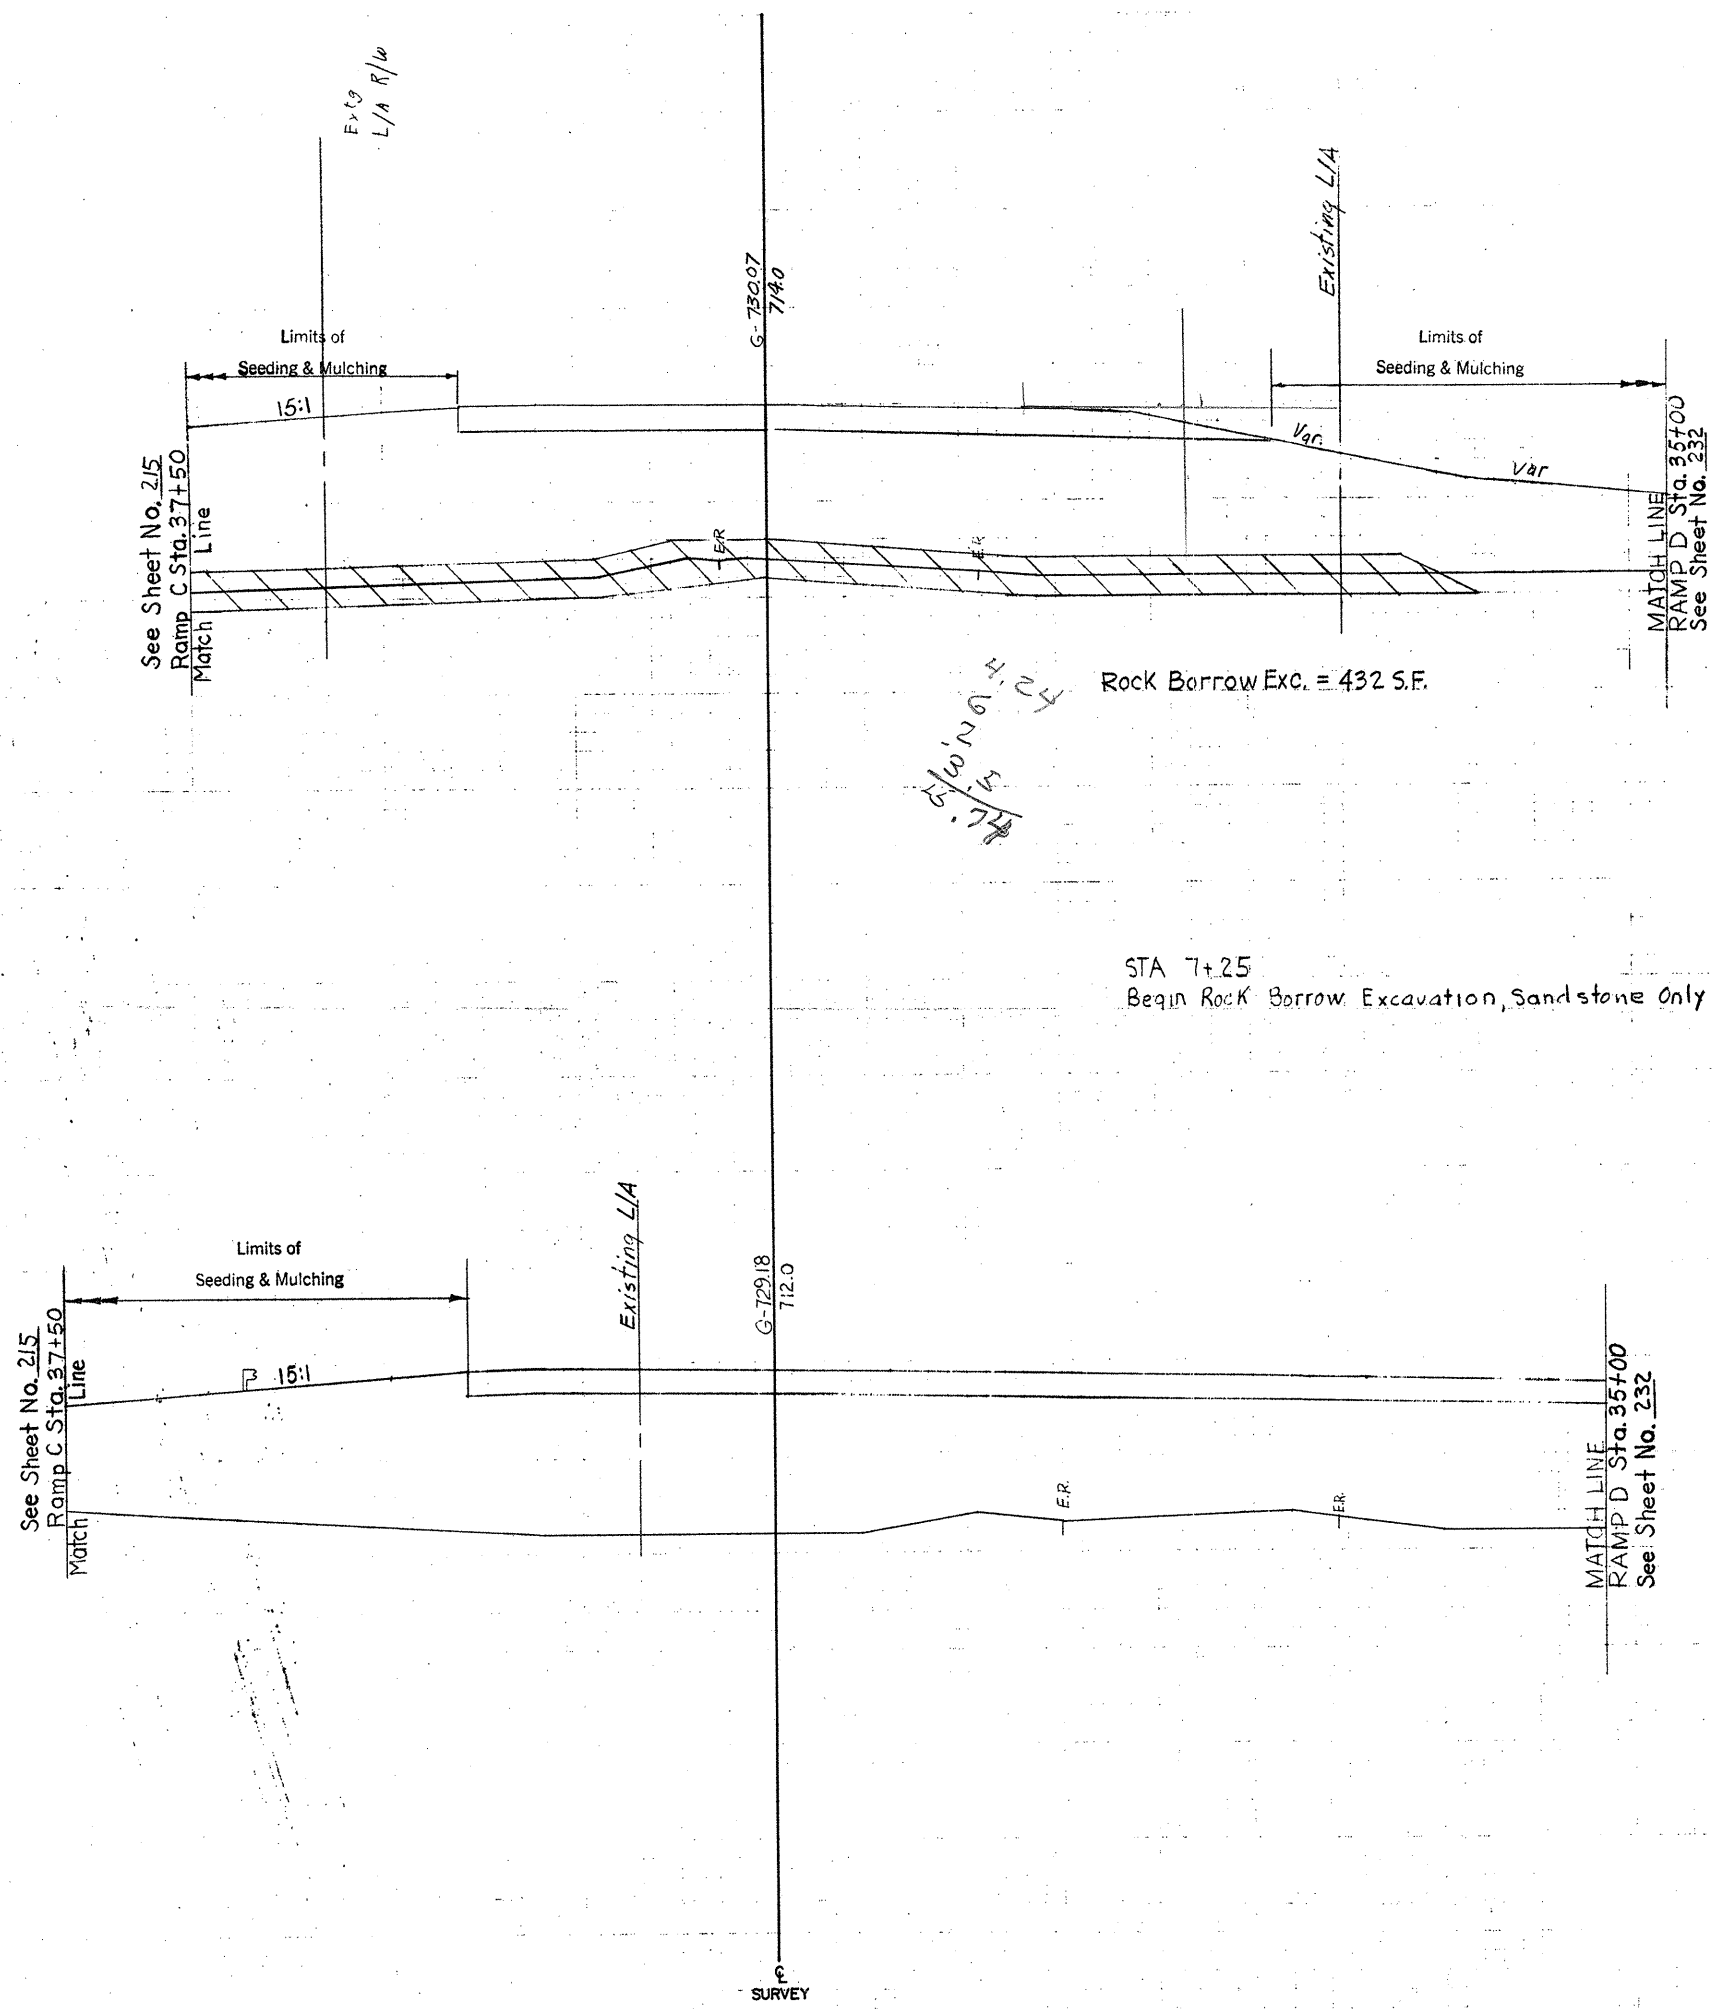 Extg
L/A R/W
Existing L/A
G-730.07
714.0
Limits of
Seeding & Mulching
15:1
Limits of
Seeding & Mulching
Var.
Var
See Sheet No. 215
Ramp C Sta. 37+50
Match Line
E.R.
E.R.
MATCH LINE
RAMP D Sta. 35+00
See Sheet No. 232
Rock Borrow Exc. = 432 S.F.
STA 7+25
Begin Rock Borrow Excavation, Sandstone Only
Existing L/A
G-729.18
712.0
Limits of
Seeding & Mulching
15:1
See Sheet No. 215
Ramp C Sta. 37+50
Match Line
E.R.
E.R.
MATCH LINE
RAMP D Sta. 35+00
See Sheet No. 232
℄
SURVEY